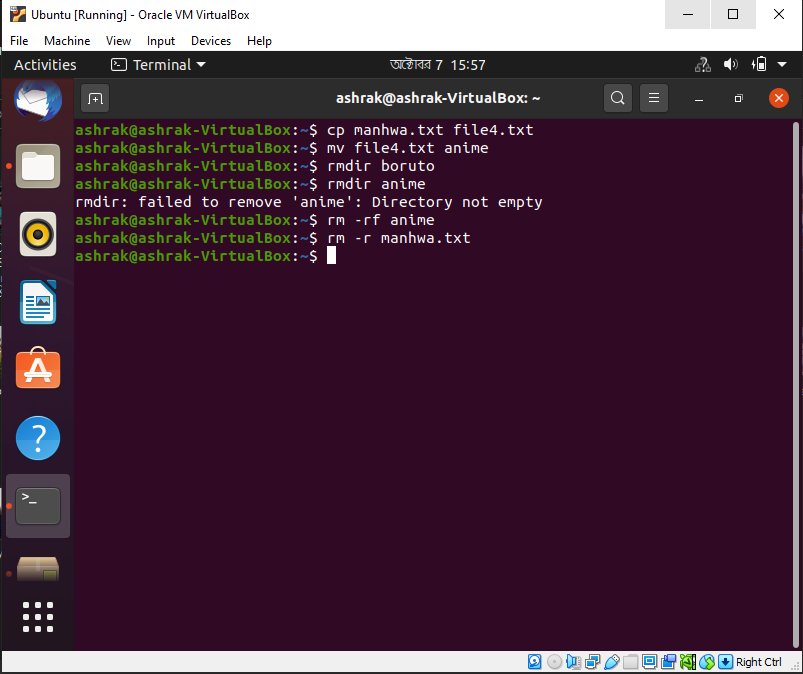 Ubuntu [Running] - Oracle VM VirtualBox
File Machine View Input Devices Help
Activities Terminal অক্টোবর 7 15:57
ashrak@ashrak-VirtualBox: ~
ashrak@ashrak-VirtualBox:~$ cp manhwa.txt file4.txt
ashrak@ashrak-VirtualBox:~$ mv file4.txt anime
ashrak@ashrak-VirtualBox:~$ rmdir boruto
ashrak@ashrak-VirtualBox:~$ rmdir anime
rmdir: failed to remove 'anime': Directory not empty
ashrak@ashrak-VirtualBox:~$ rm -rf anime
ashrak@ashrak-VirtualBox:~$ rm -r manhwa.txt
ashrak@ashrak-VirtualBox:~$
Right Ctrl